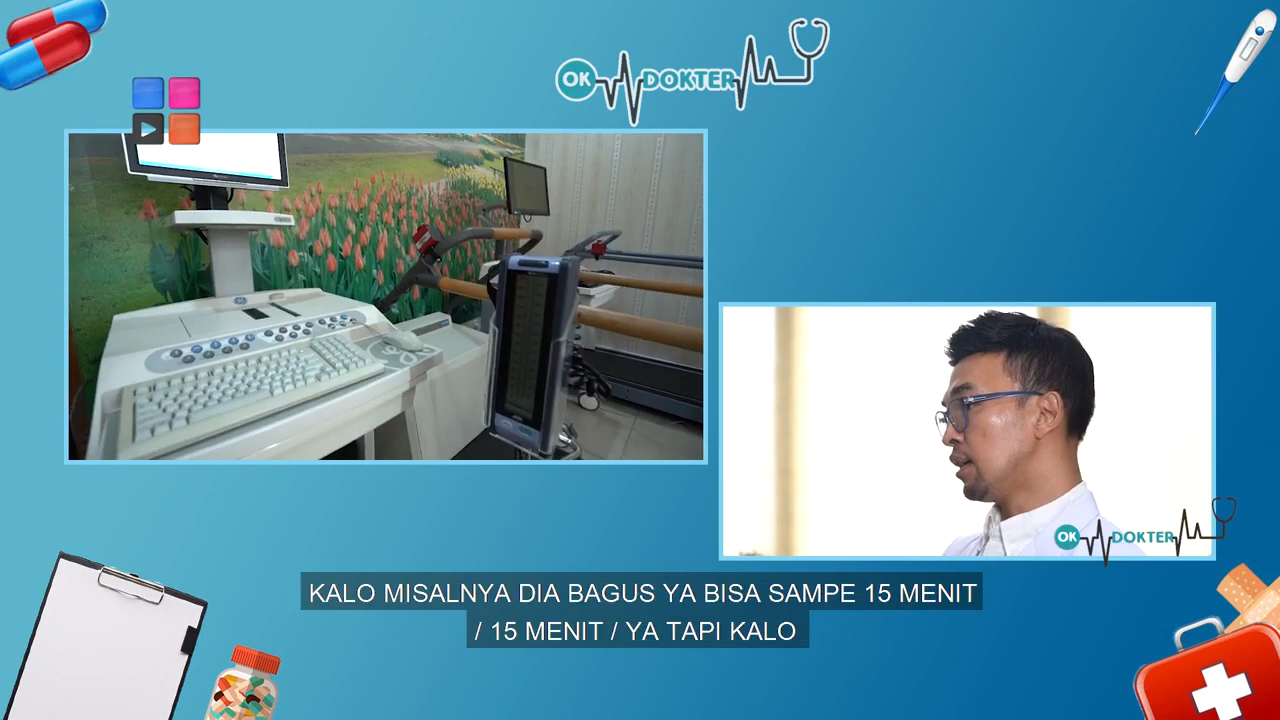 OK DOKTER
OK DOKTER
KALO MISALNYA DIA BAGUS YA BISA SAMPE 15 MENIT
/ 15 MENIT / YA TAPI KALO